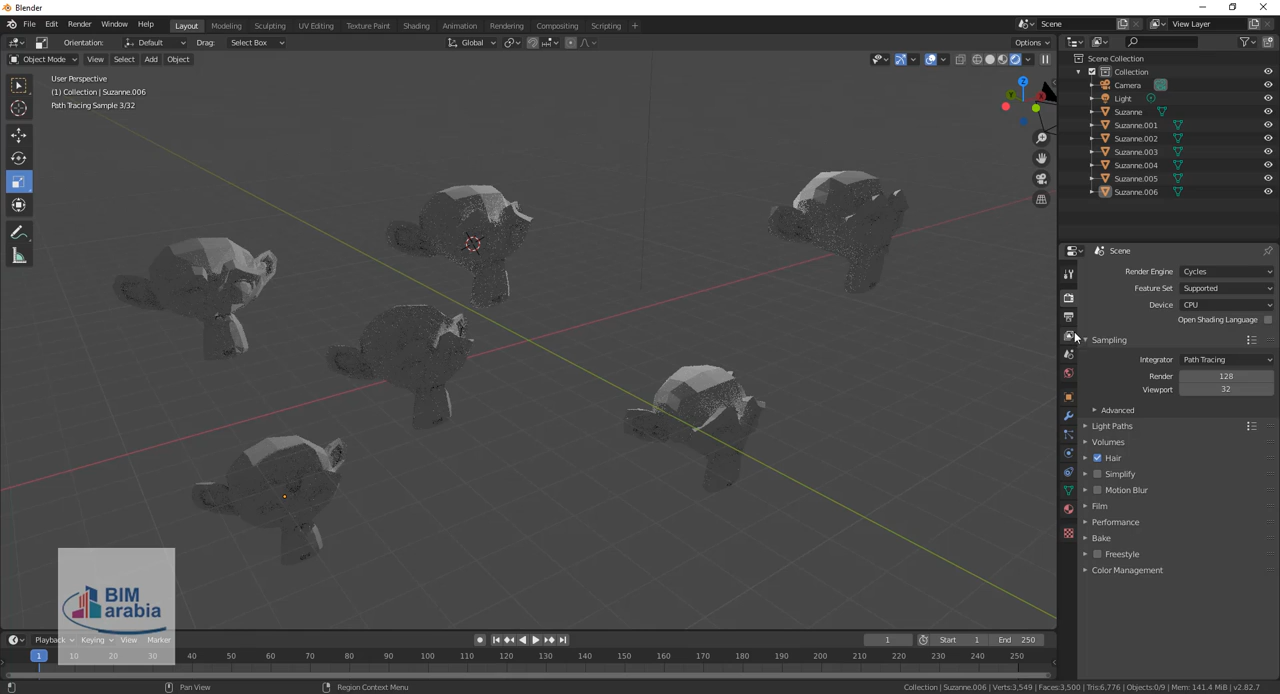 Blender
File Edit Render Window Help
Layout Modeling Sculpting UV Editing Texture Paint Shading Animation Rendering Compositing Scripting +
Scene
View Layer
Orientation: Default Drag: Select Box
Global
Options
Object Mode View Select Add Object
User Perspective
(1) Collection | Suzanne.006
Path Tracing Sample 3/32
Z
Y
X
Scene Collection
Collection
Camera
Light
Suzanne
Suzanne.001
Suzanne.002
Suzanne.003
Suzanne.004
Suzanne.005
Suzanne.006
Scene
Render Engine Cycles
Feature Set Supported
Device CPU
Open Shading Language
Sampling
Integrator Path Tracing
Render 128
Viewport 32
Advanced
Light Paths
Volumes
Hair
Simplify
Motion Blur
Film
Performance
Bake
Freestyle
Color Management
BIM
arabia
Playback Keying View Marker
1 Start 1 End 250
1 10 20 30 40 50 60 70 80 90 100 110 120 130 140 150 160 170 180 190 200 210 220 230 240 250
Pan View
Region Context Menu
Collection | Suzanne.006 | Verts:3,549 | Faces:3,500 | Tris:6,776 | Objects:0/9 | Mem: 141.4 MiB | v2.82.7